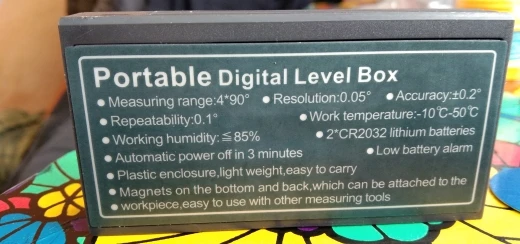 Portable Digital Level Box
● Measuring range:4*90° ● Resolution:0.05° ● Accuracy:±0.2°
● Repeatability:0.1° ● Work temperature:-10℃-50℃
● Working humidity:≦85% ● 2*CR2032 lithium batteries
● Automatic power off in 3 minutes ● Low battery alarm
● Plastic enclosure,light weight,easy to carry
● Magnets on the bottom and back,which can be attached to the
● workpiece,easy to use with other measuring tools